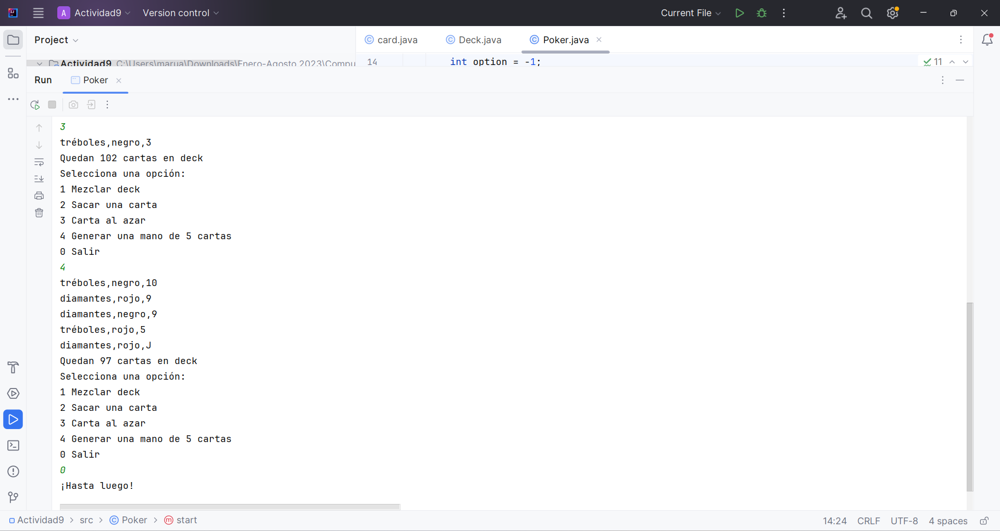 A Actividad9 Version control Current File
Project card.java Deck.java Poker.java
Actividad9 C:\Users\marua\Downloads\Enero-Agosto 2023\Compu 14 int option = -1; 11
Run Poker
3
tréboles,negro,3
Quedan 102 cartas en deck
Selecciona una opción:
1 Mezclar deck
2 Sacar una carta
3 Carta al azar
4 Generar una mano de 5 cartas
0 Salir
4
tréboles,negro,10
diamantes,rojo,9
diamantes,negro,9
tréboles,rojo,5
diamantes,rojo,J
Quedan 97 cartas en deck
Selecciona una opción:
1 Mezclar deck
2 Sacar una carta
3 Carta al azar
4 Generar una mano de 5 cartas
0 Salir
0
¡Hasta luego!
Actividad9 > src > Poker > start 14:24 CRLF UTF-8 4 spaces